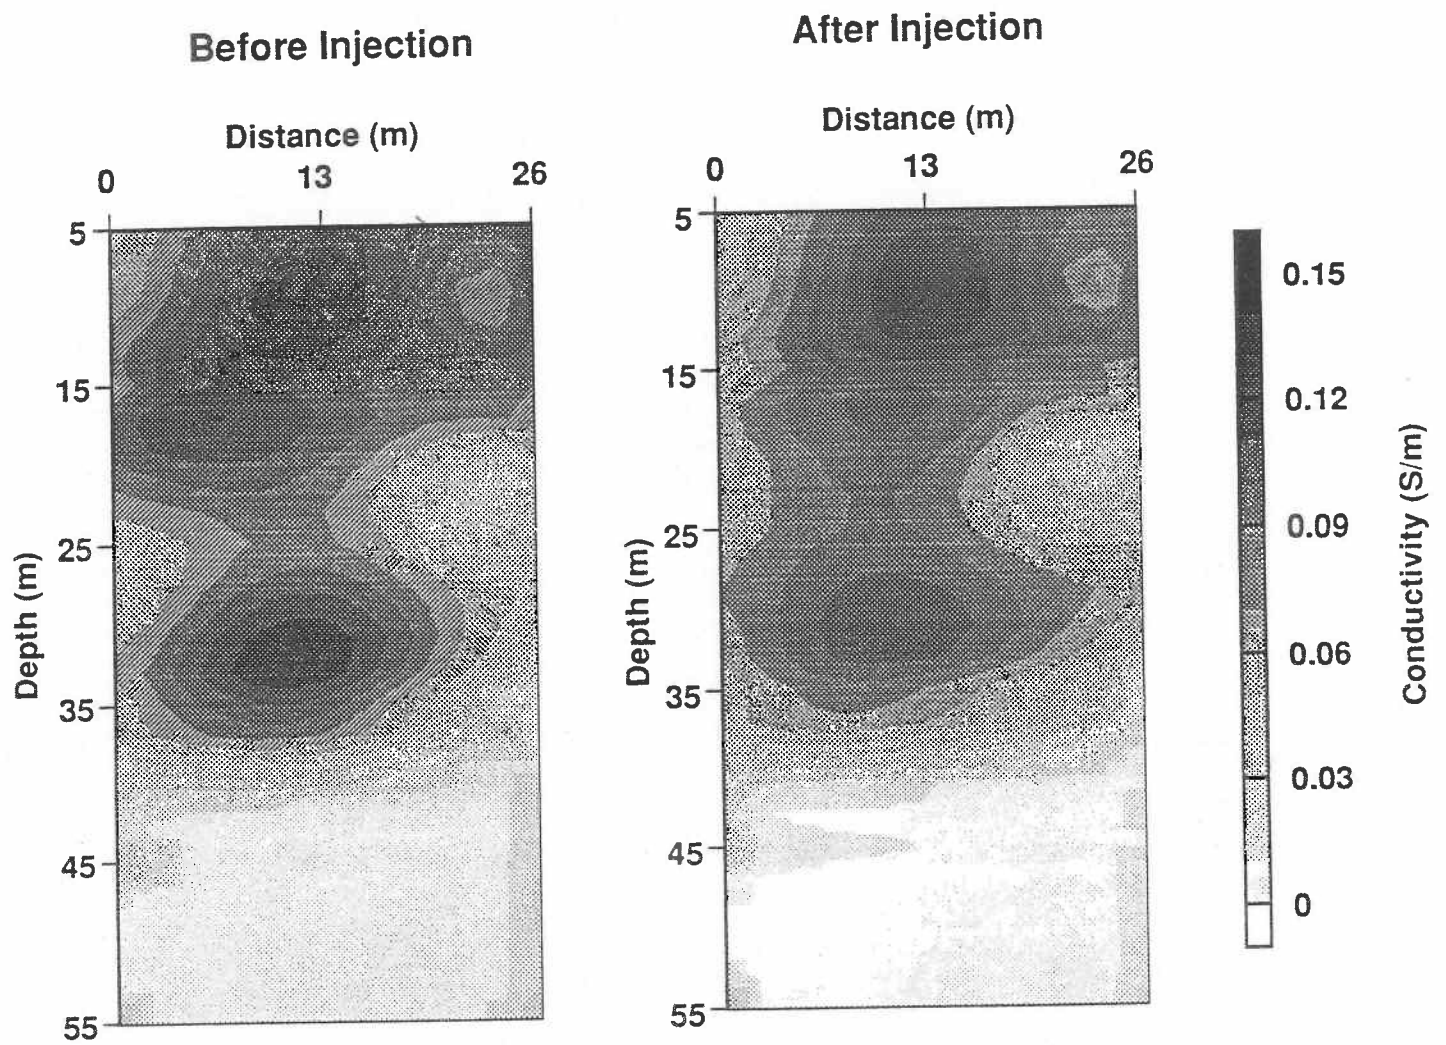 Before Injection
Distance (m)
0 13 26
5
15
25
35
45
55
Depth (m)
After Injection
Distance (m)
0 13 26
5
15
25
35
45
55
Depth (m)
0.15
0.12
0.09
0.06
0.03
0
Conductivity (S/m)